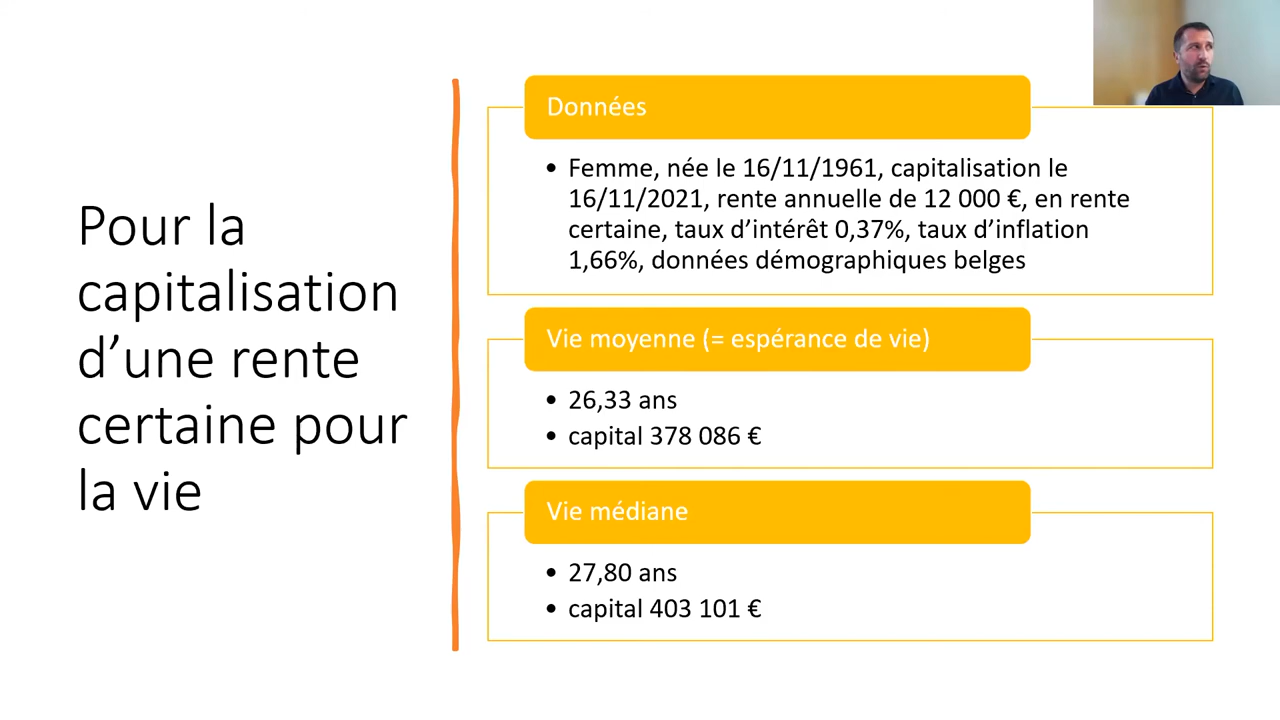 Pour la
capitalisation
d’une rente
certaine pour
la vie
Données
• Femme, née le 16/11/1961, capitalisation le
16/11/2021, rente annuelle de 12 000 €, en rente
certaine, taux d’intérêt 0,37%, taux d’inflation
1,66%, données démographiques belges
Vie moyenne (= espérance de vie)
• 26,33 ans
• capital 378 086 €
Vie médiane
• 27,80 ans
• capital 403 101 €